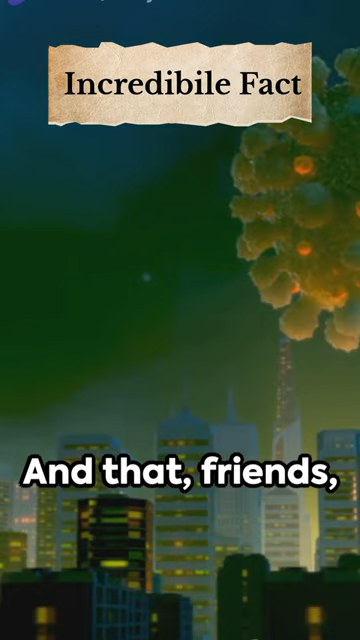 Incredibile Fact
And that, friends,